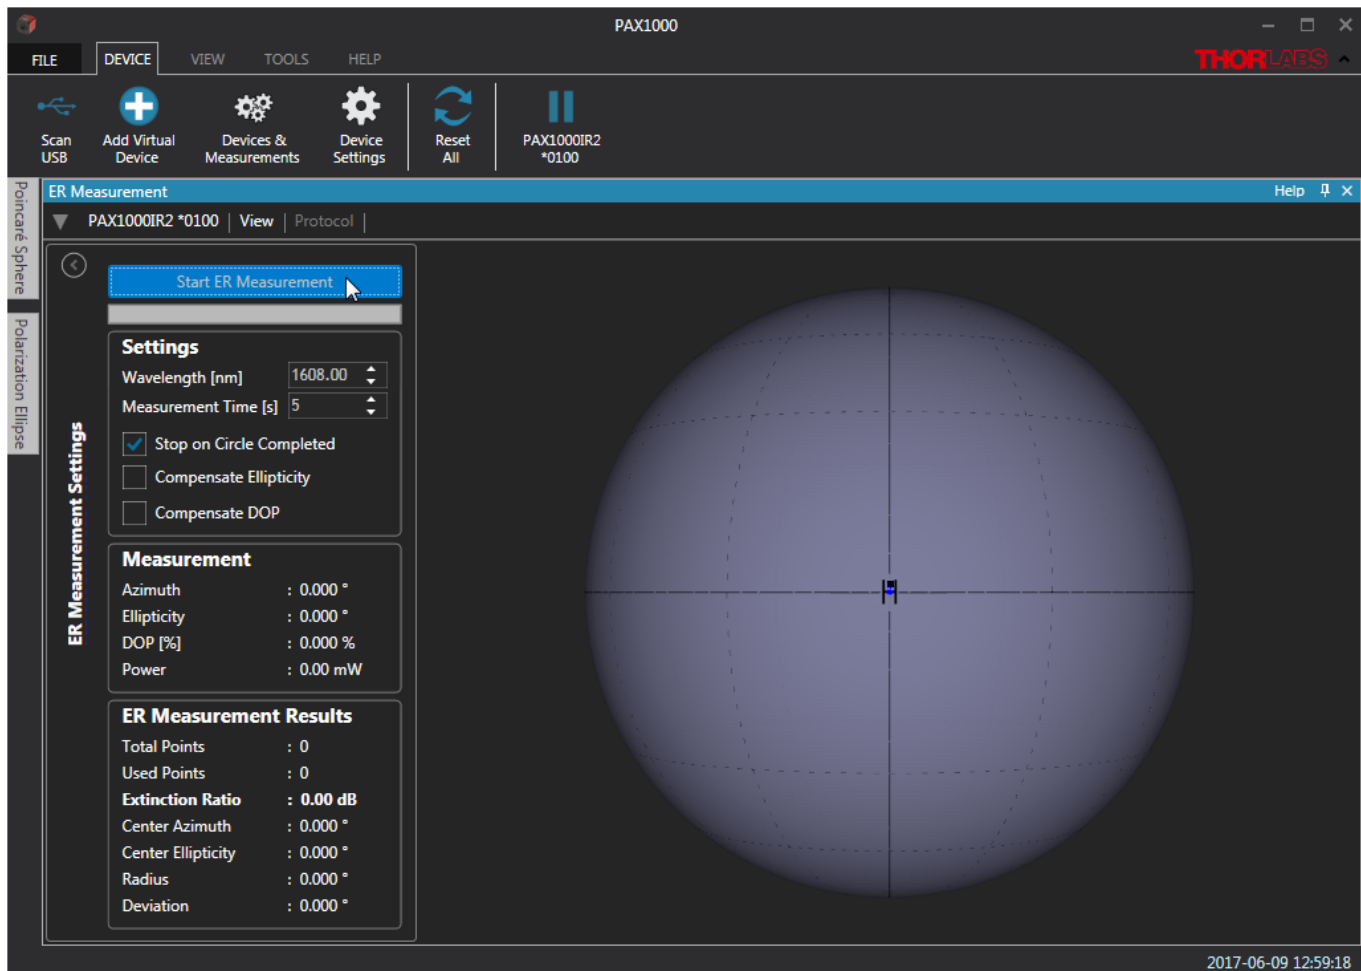 PAX1000
FILE DEVICE VIEW TOOLS HELP
THORLABS
Scan USB
Add Virtual Device
Devices & Measurements
Device Settings
Reset All
PAX1000IR2 *0100
ER Measurement Help
PAX1000IR2 *0100 | View | Protocol |
Poincaré Sphere
Polarization Ellipse
ER Measurement Settings
Start ER Measurement
Settings
Wavelength [nm] 1608.00
Measurement Time [s] 5
Stop on Circle Completed
Compensate Ellipticity
Compensate DOP
Measurement
Azimuth : 0.000 °
Ellipticity : 0.000 °
DOP [%] : 0.000 %
Power : 0.00 mW
ER Measurement Results
Total Points : 0
Used Points : 0
Extinction Ratio : 0.00 dB
Center Azimuth : 0.000 °
Center Ellipticity : 0.000 °
Radius : 0.000 °
Deviation : 0.000 °
H
2017-06-09 12:59:18